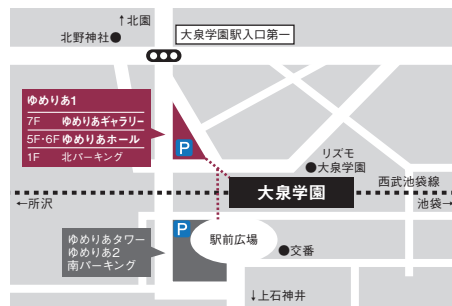 ↑北園
北野神社●
大泉学園駅入口第一
ゆめりあ1
7F ゆめりあギャラリー
5F・6F ゆめりあホール
1F 北パーキング
P
リズモ
●大泉学園
大泉学園
西武池袋線
←所沢
池袋→
P
ゆめりあタワー
ゆめりあ2
南パーキング
駅前広場
●交番
↓上石神井